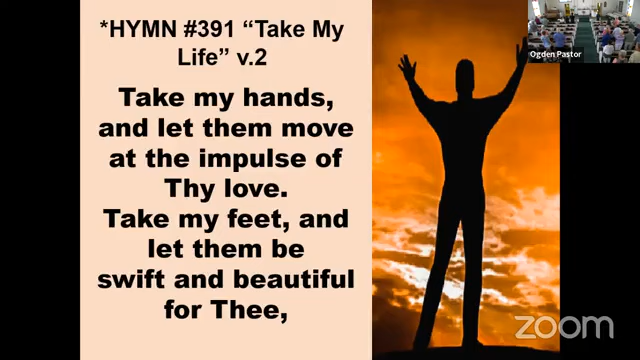 *HYMN #391 “Take My
Life” v.2
Take my hands,
and let them move
at the impulse of
Thy love.
Take my feet, and
let them be
swift and beautiful
for Thee,
Ogden Pastor
zoom